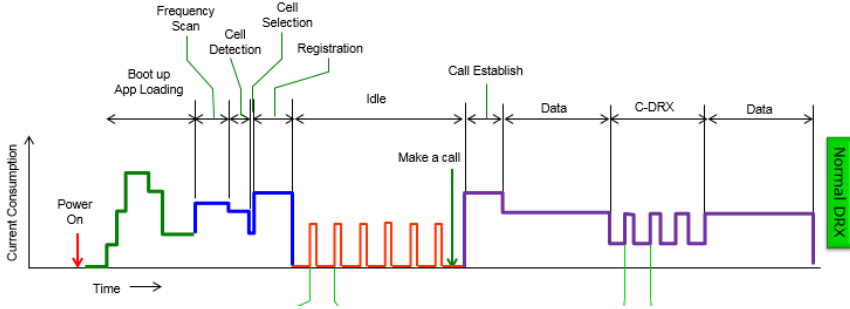 Frequency
Scan
Cell
Detection
Cell
Selection
Registration
Boot up
App Loading
Idle
Call Establish
Data
C-DRX
Data
Make a call
Power
On
Current Consumption
Time
Normal DRX